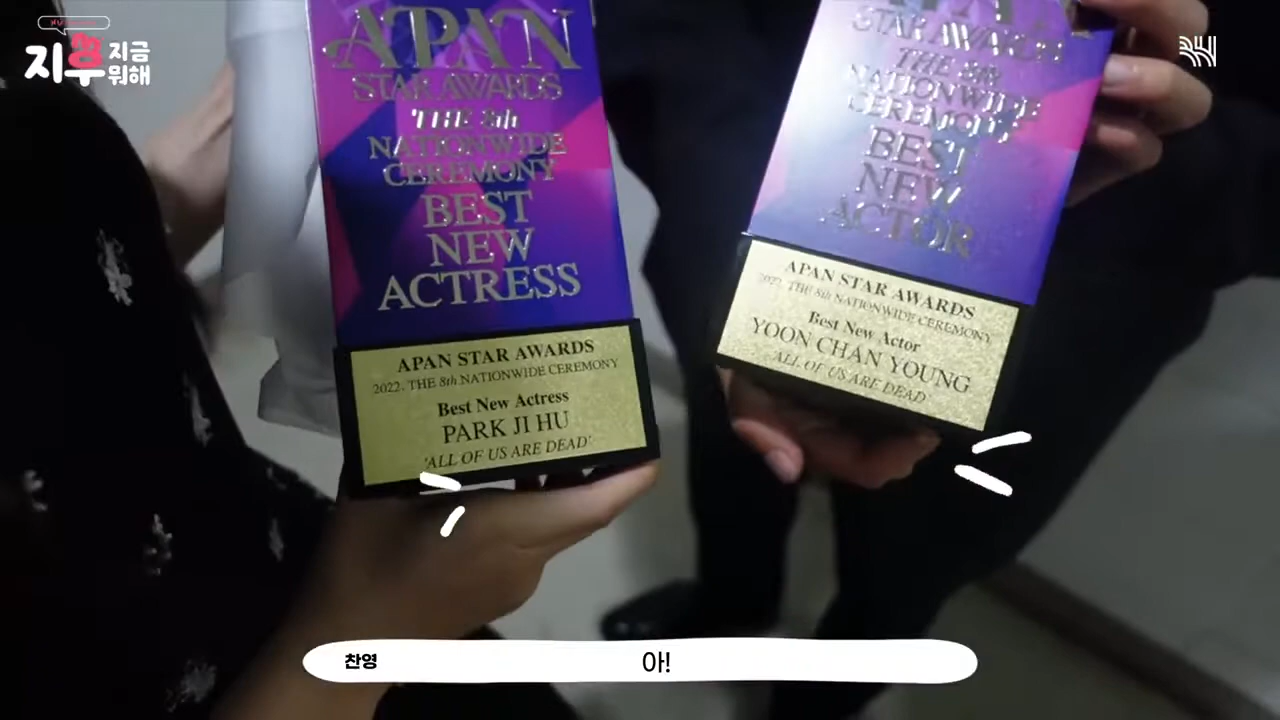 지후 지금
뭐해
APAN
STAR AWARDS
THE 8th
NATIONWIDE
CEREMONY
BEST
NEW
ACTRESS
APAN STAR AWARDS
2022. THE 8th NATIONWIDE CEREMONY
Best New Actress
PARK JI HU
'ALL OF US ARE DEAD'
STAR AWARDS
THE 8th
NATIONWIDE
CEREMONY
BEST
NEW
ACTOR
APAN STAR AWARDS
2022. THE 8th NATIONWIDE CEREMONY
Best New Actor
YOON CHAN YOUNG
'ALL OF US ARE DEAD'
찬영 아!